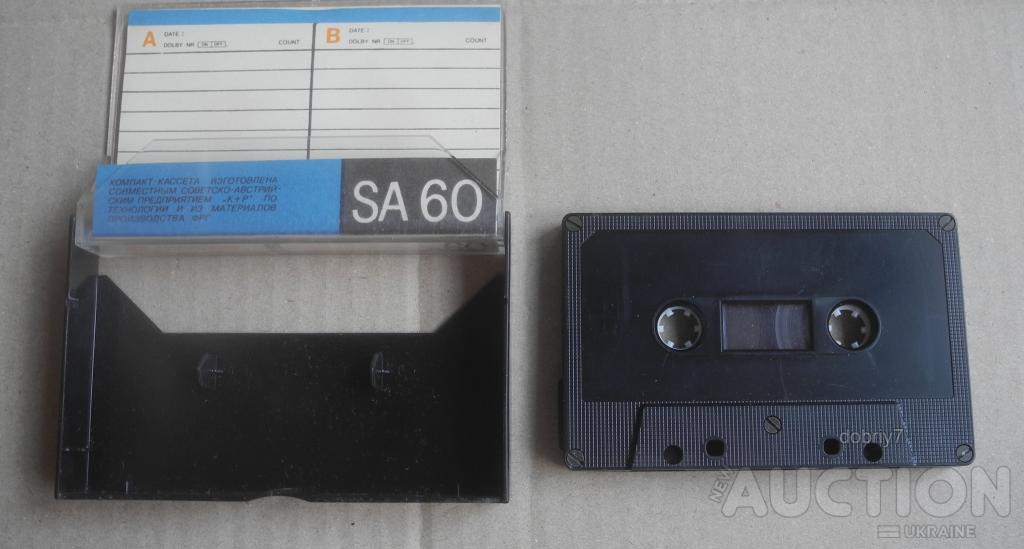 A DATE: B DATE:
DOLBY NR ON OFF COUNT DOLBY NR ON OFF COUNT
КОМПАКТ-КАССЕТА ИЗГОТОВЛЕНА
СОВМЕСТНЫМ СОВЕТСКО-АВСТРИЙ-
СКИМ ПРЕДПРИЯТИЕМ „К+Р" ПО
ТЕХНОЛОГИИ И ИЗ МАТЕРИАЛОВ
ПРОИЗВОДСТВА ФРГ
SA 60
dobriy7
NEW AUCTION
UKRAINE